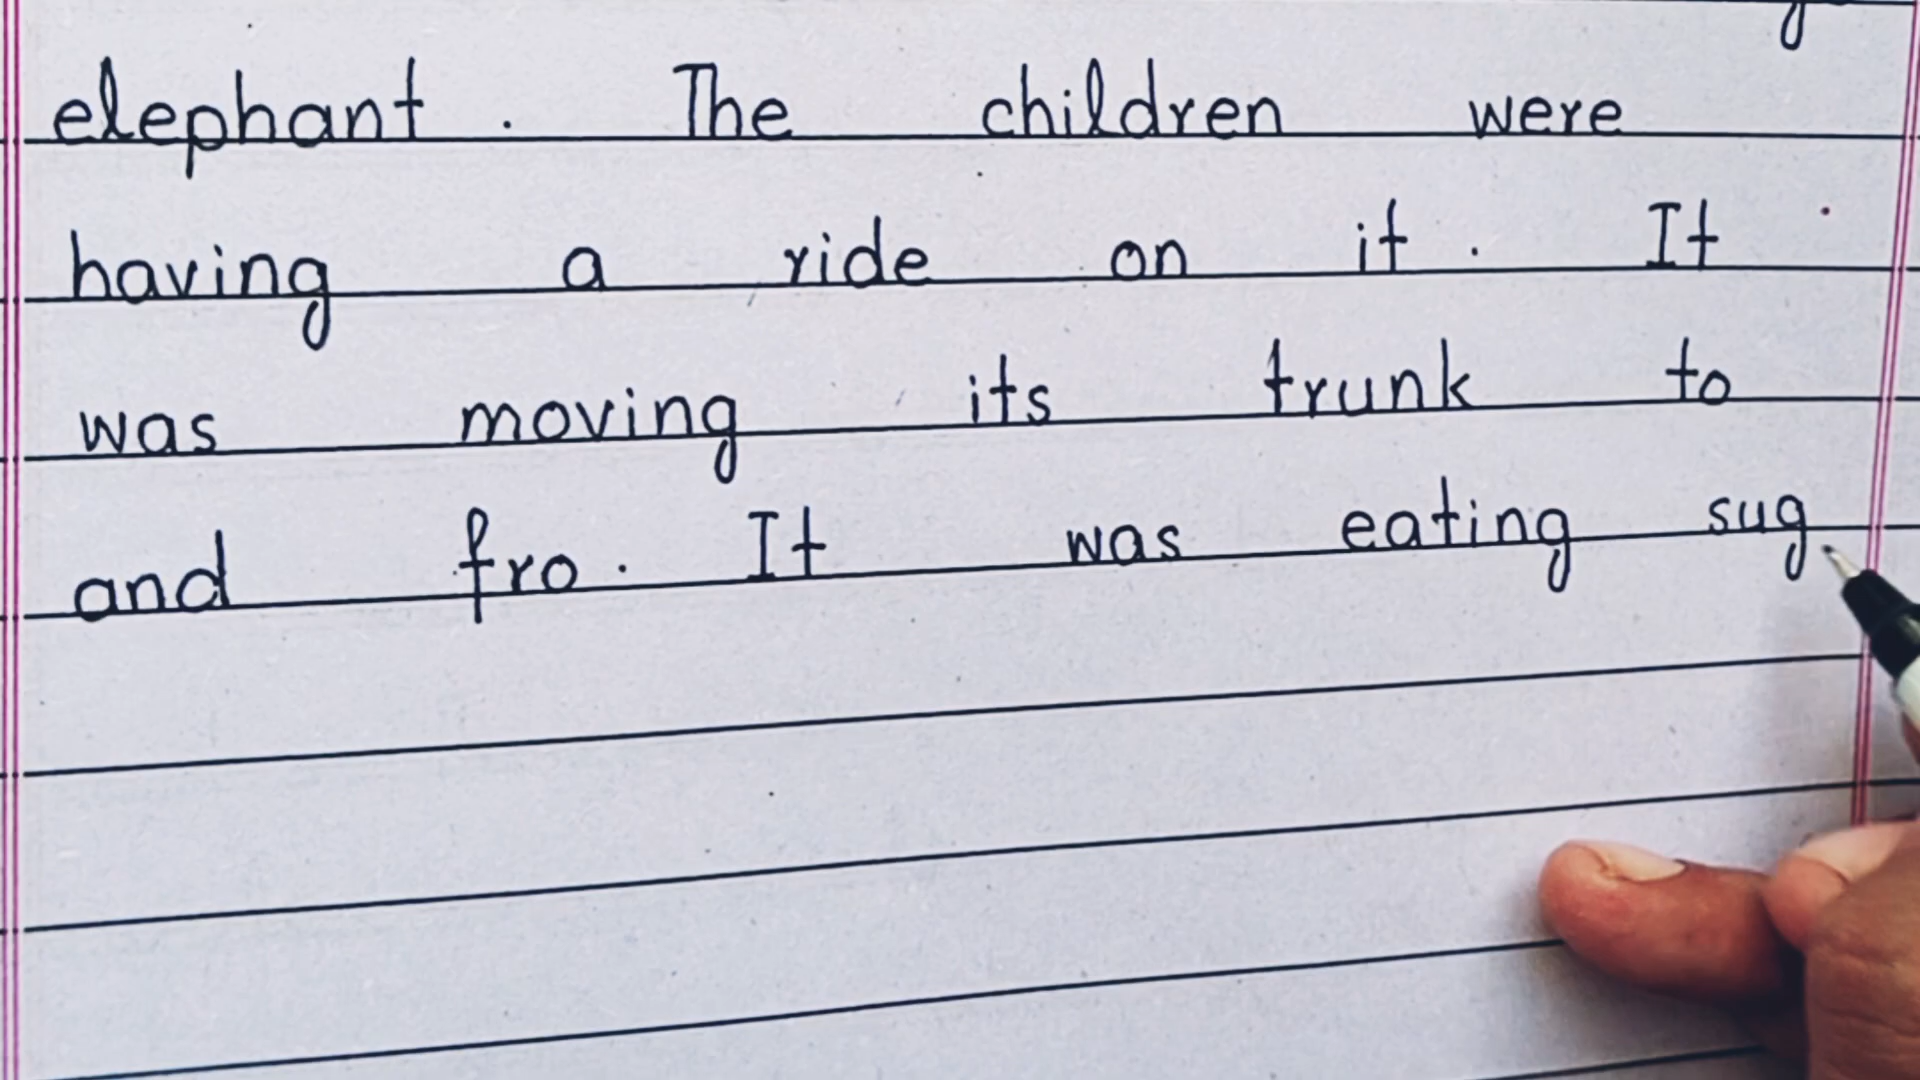 elephant. The children were
having a ride on it. It
was moving its trunk to
and fro. It was eating sug